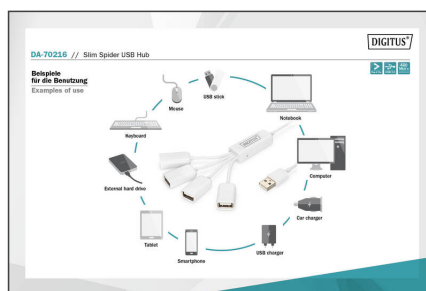 DIGITUS®
DA-70216 // Slim Spider USB Hub
Beispiele
für die Benutzung
Examples of use
USB stick
Mouse
Notebook
Keyboard
Computer
External hard drive
Car charger
Tablet
USB charger
Smartphone